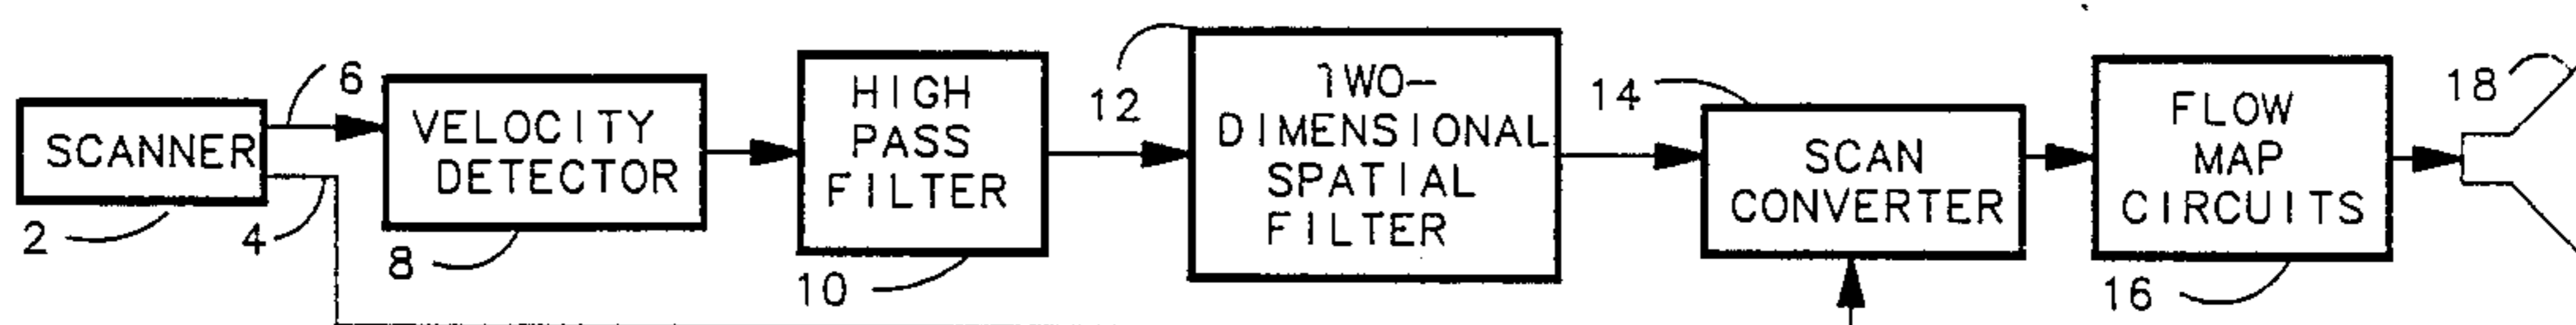 SCANNER
2
4
6
VELOCITY
DETECTOR
8
HIGH
PASS
FILTER
10
12
TWO-
DIMENSIONAL
SPATIAL
FILTER
14
SCAN
CONVERTER
FLOW
MAP
CIRCUITS
16
18